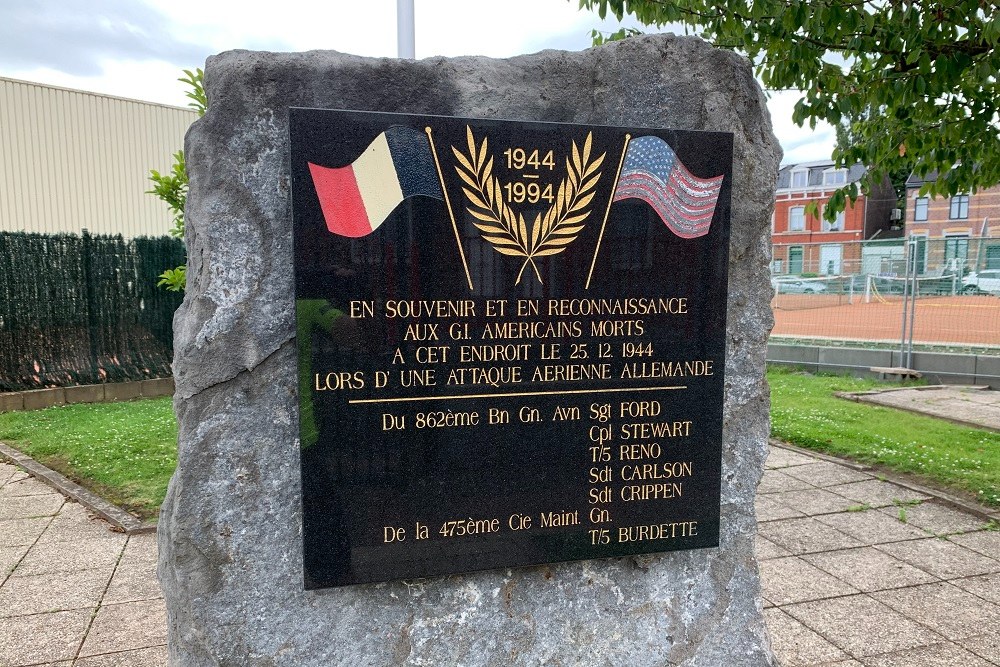 1944
—
1994
EN SOUVENIR ET EN RECONNAISSANCE
AUX G.I. AMERICAINS MORTS
A CET ENDROIT LE 25. 12. 1944
LORS D' UNE ATTAQUE AERIENNE ALLEMANDE
Du 862ème Bn Gn. Avn Sgt FORD
Cpl STEWART
T/5 RENO
Sdt CARLSON
Sdt CRIPPEN
De la 475ème Cie Maint. Gn.
T/5 BURDETTE